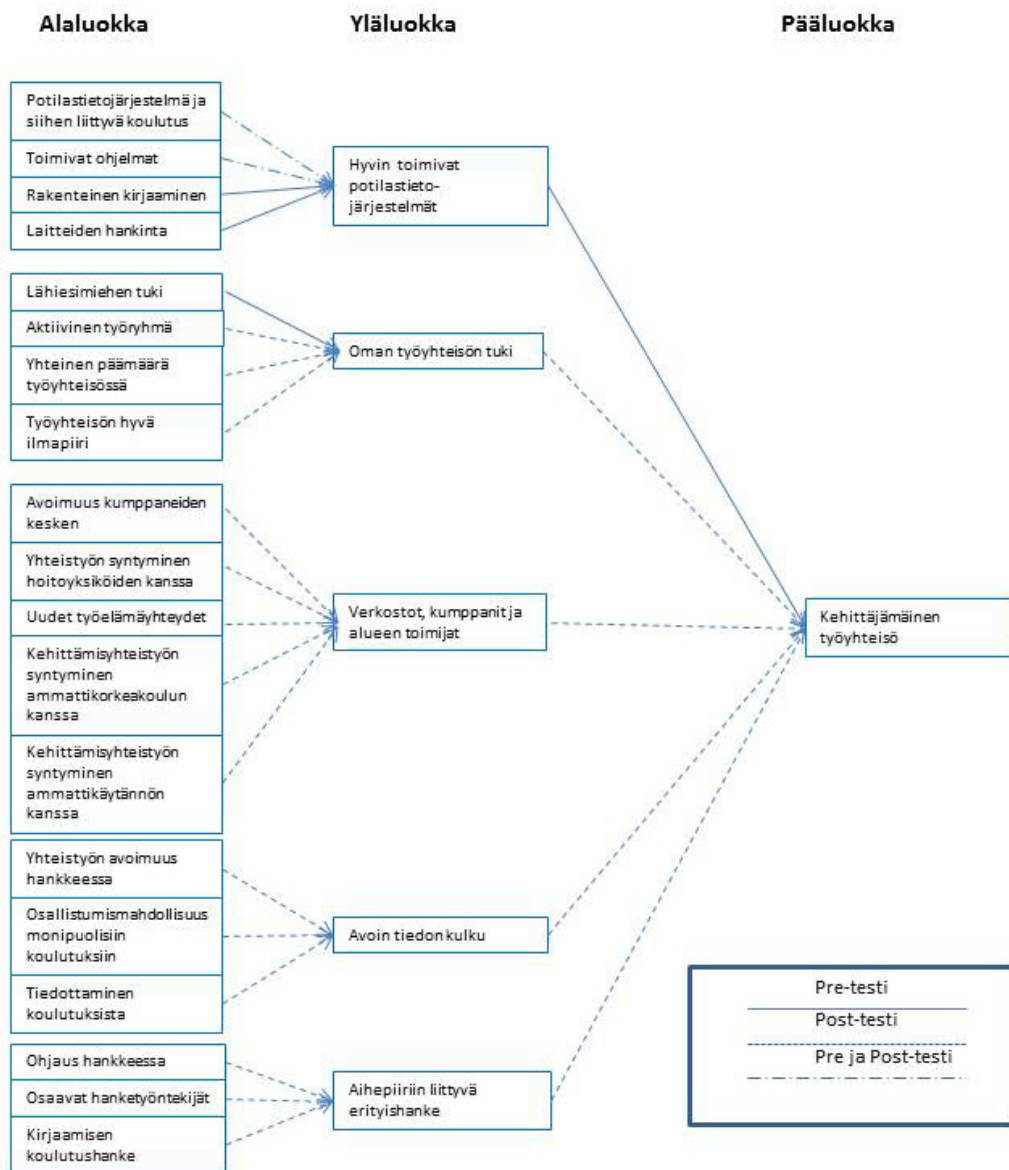 Alaluokka
Yläluokka
Pääluokka
Potilastietojärjestelmä ja
siihen liittyvä koulutus
Toimivat ohjelmat
Rakenteinen kirjaaminen
Laitteiden hankinta
Hyvin toimivat
potilastieto-
järjestelmät
Lähiesimiehen tuki
Aktiivinen työryhmä
Yhteinen päämäärä
työyhteisössä
Työyhteisön hyvä
ilmapiiri
Oman työyhteisön tuki
Avoimuus kumppaneiden
kesken
Yhteistyön syntyminen
hoitoyksiköiden kanssa
Uudet työelämäyhteydet
Kehittämisyhteistyön
syntyminen
ammattikorkeakoulun
kanssa
Kehittämisyhteistyön
syntyminen
ammattikäytännön
kanssa
Verkostot, kumppanit ja
alueen toimijat
Kehittäjämäinen
työyhteisö
Yhteistyön avoimuus
hankkeessa
Osallistumismahdollisuus
monipuolisiin
koulutuksiin
Tiedottaminen
koulutuksista
Avoin tiedonkulku
Ohjaus hankkeessa
Osaavat hanketyöntekijät
Kirjaamisen
koulutushanke
Aihepiiriin liittyvä
erityishanke
Pre-testi
Post-testi
Pre ja Post-testi